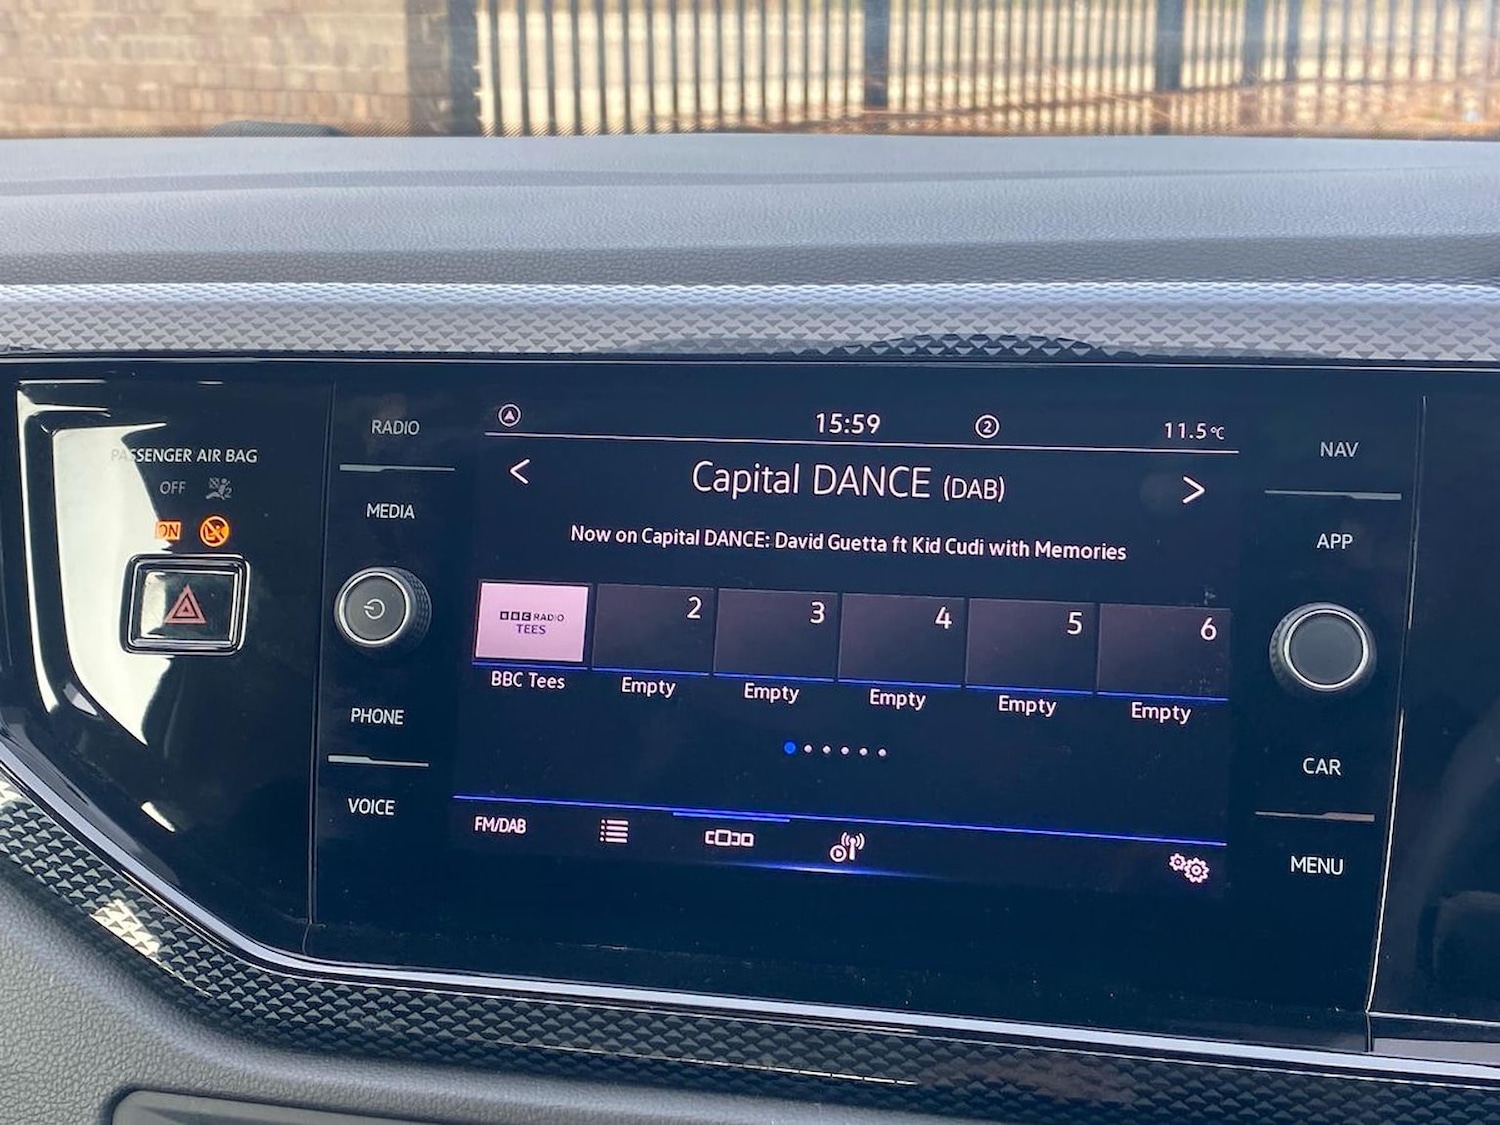 PASSENGER AIR BAG
OFF
2
ON
RADIO
MEDIA
PHONE
VOICE
15:59
2
11.5°C
< Capital DANCE (DAB) >
Now on Capital DANCE: David Guetta ft Kid Cudi with Memories
BBC RADIO
TEES
2
3
4
5
6
BBC Tees
Empty
Empty
Empty
Empty
Empty
FM/DAB
NAV
APP
CAR
MENU